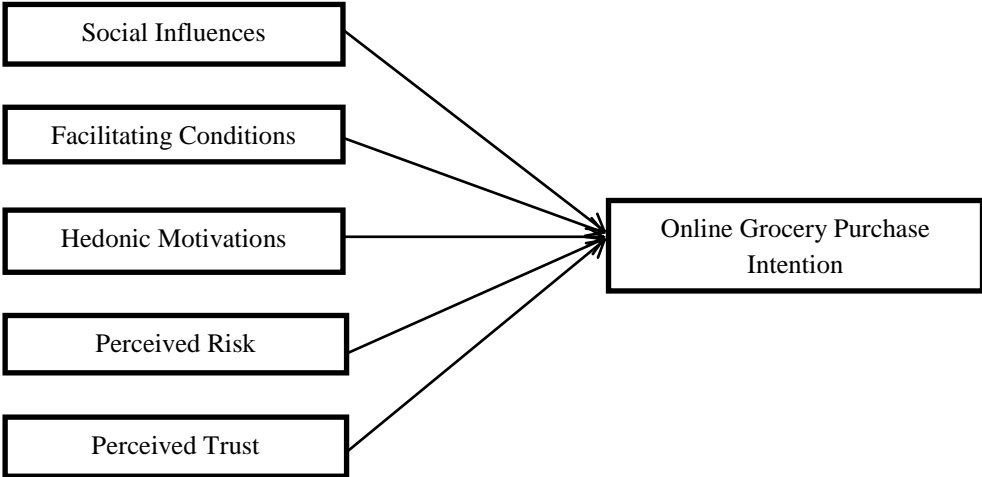 Social Influences
Facilitating Conditions
Hedonic Motivations
Perceived Risk
Perceived Trust
Online Grocery Purchase
Intention